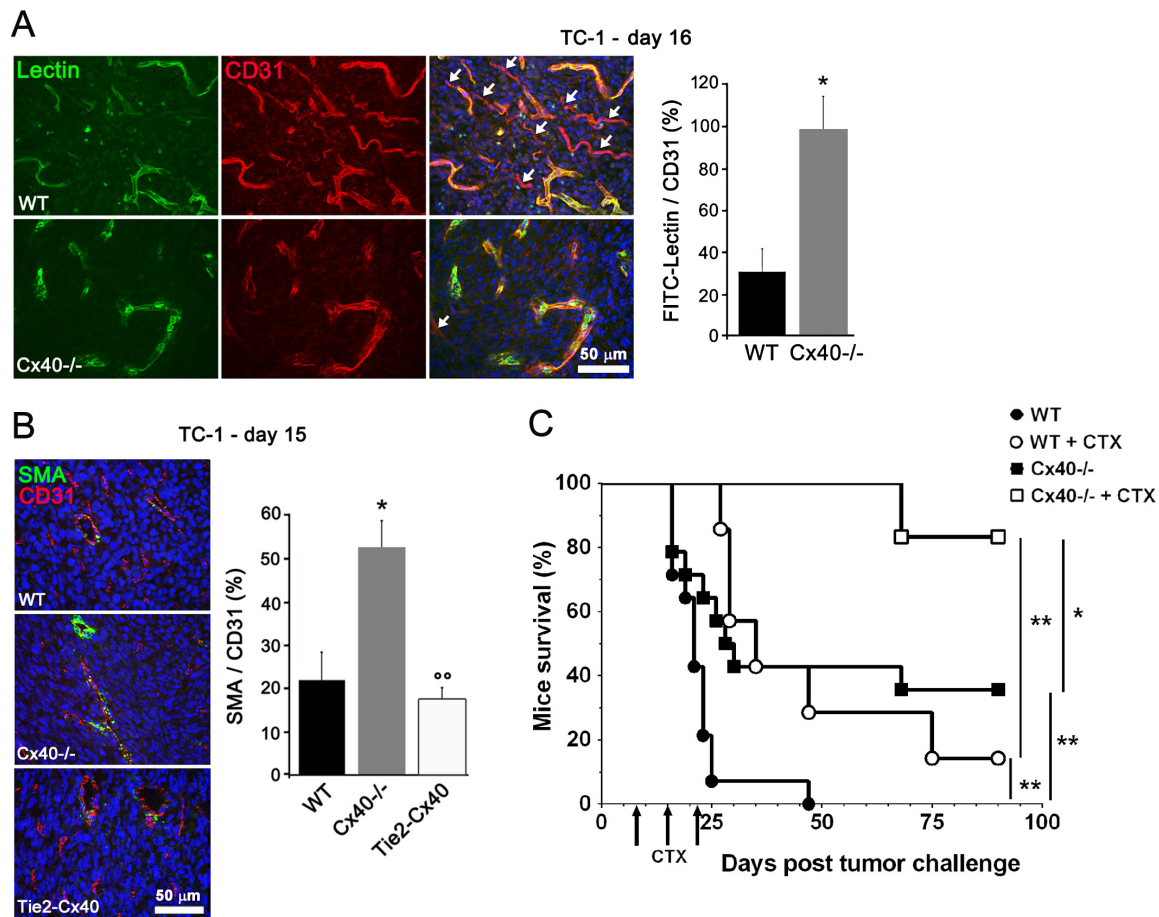 A
TC-1 - day 16
Lectin
CD31
WT
Cx40-/-
50 µm
FITC-Lectin / CD31 (%)
120
100
80
60
40
20
0
WT
Cx40-/-
*
B
TC-1 - day 15
SMA
CD31
WT
Cx40-/-
Tie2-Cx40
50 µm
SMA / CD31 (%)
60
50
40
30
20
10
0
WT
Cx40-/-
Tie2-Cx40
*
°°
C
WT
WT + CTX
Cx40-/-
Cx40-/- + CTX
Mice survival (%)
100
80
60
40
20
0
0
25
50
75
100
CTX
Days post tumor challenge
**
*
**
**